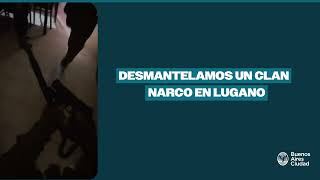 DESMANTELAMOS UN CLAN
NARCO EN LUGANO
Buenos
Aires
Ciudad